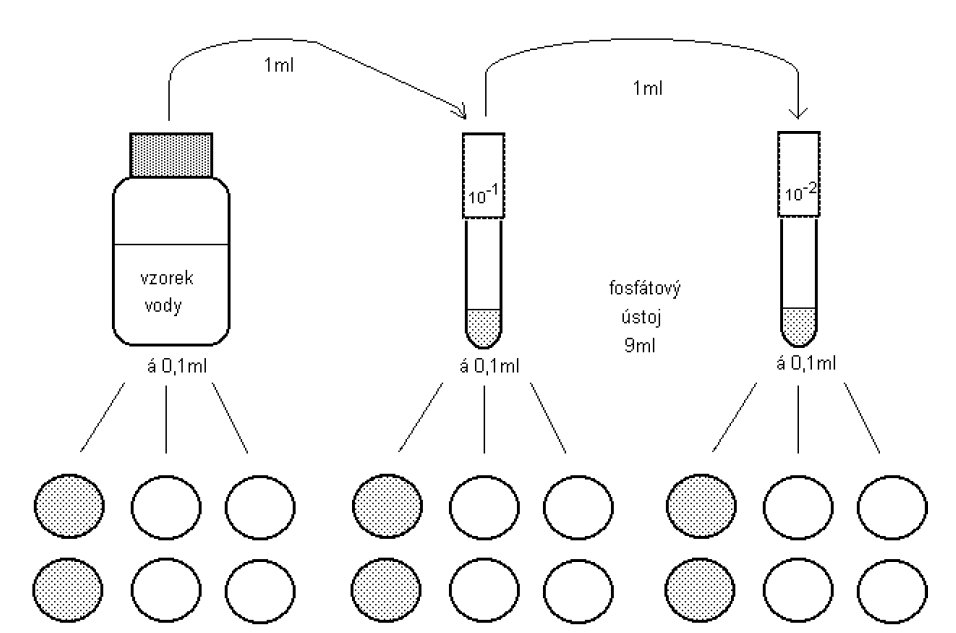 1ml
1ml
10⁻¹
10⁻²
vzorek
vody
fosfátový
ústoj
9ml
á 0,1ml
á 0,1ml
á 0,1ml